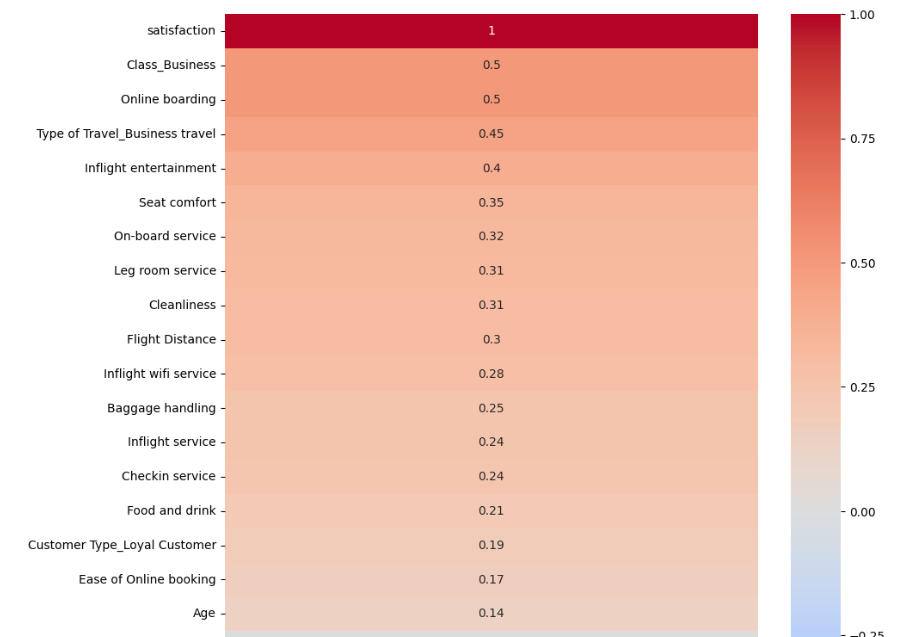 satisfaction 1
Class_Business 0.5
Online boarding 0.5
Type of Travel_Business travel 0.45
Inflight entertainment 0.4
Seat comfort 0.35
On-board service 0.32
Leg room service 0.31
Cleanliness 0.31
Flight Distance 0.3
Inflight wifi service 0.28
Baggage handling 0.25
Inflight service 0.24
Checkin service 0.24
Food and drink 0.21
Customer Type_Loyal Customer 0.19
Ease of Online booking 0.17
Age 0.14
1.00
0.75
0.50
0.25
0.00
−0.25